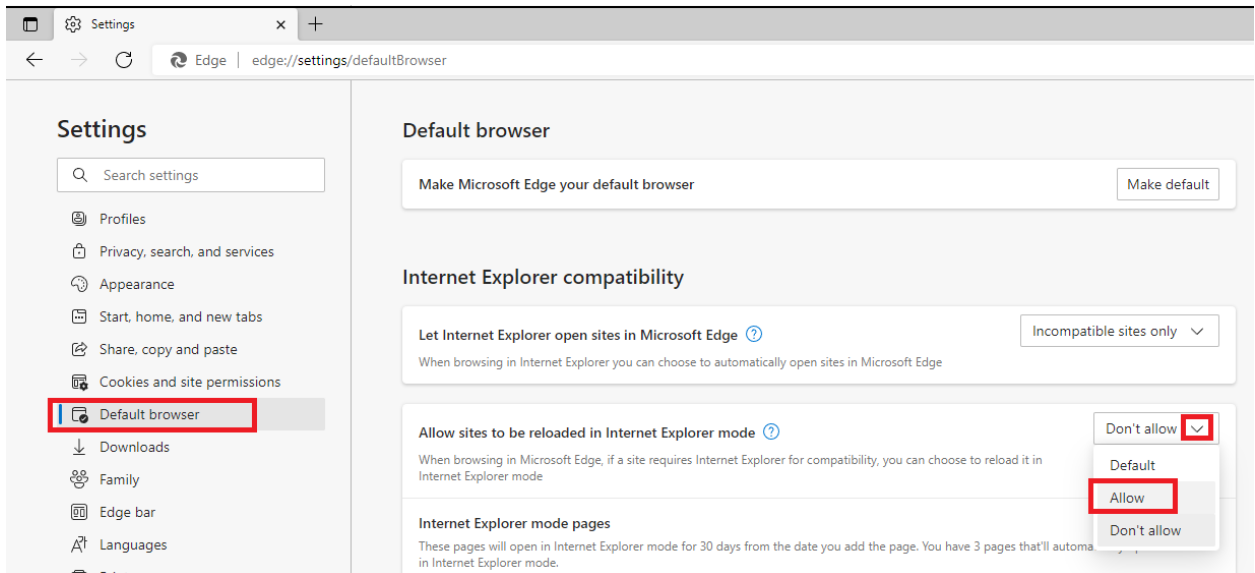 Settings
Edge | edge://settings/defaultBrowser
Settings
Search settings
Profiles
Privacy, search, and services
Appearance
Start, home, and new tabs
Share, copy and paste
Cookies and site permissions
Default browser
Downloads
Family
Edge bar
Languages
Default browser
Make Microsoft Edge your default browser
Make default
Internet Explorer compatibility
Let Internet Explorer open sites in Microsoft Edge
Incompatible sites only
When browsing in Internet Explorer you can choose to automatically open sites in Microsoft Edge
Allow sites to be reloaded in Internet Explorer mode
Don't allow
When browsing in Microsoft Edge, if a site requires Internet Explorer for compatibility, you can choose to reload it in
Internet Explorer mode
Default
Allow
Don't allow
Internet Explorer mode pages
These pages will open in Internet Explorer mode for 30 days from the date you add the page. You have 3 pages that'll
in Internet Explorer mode.